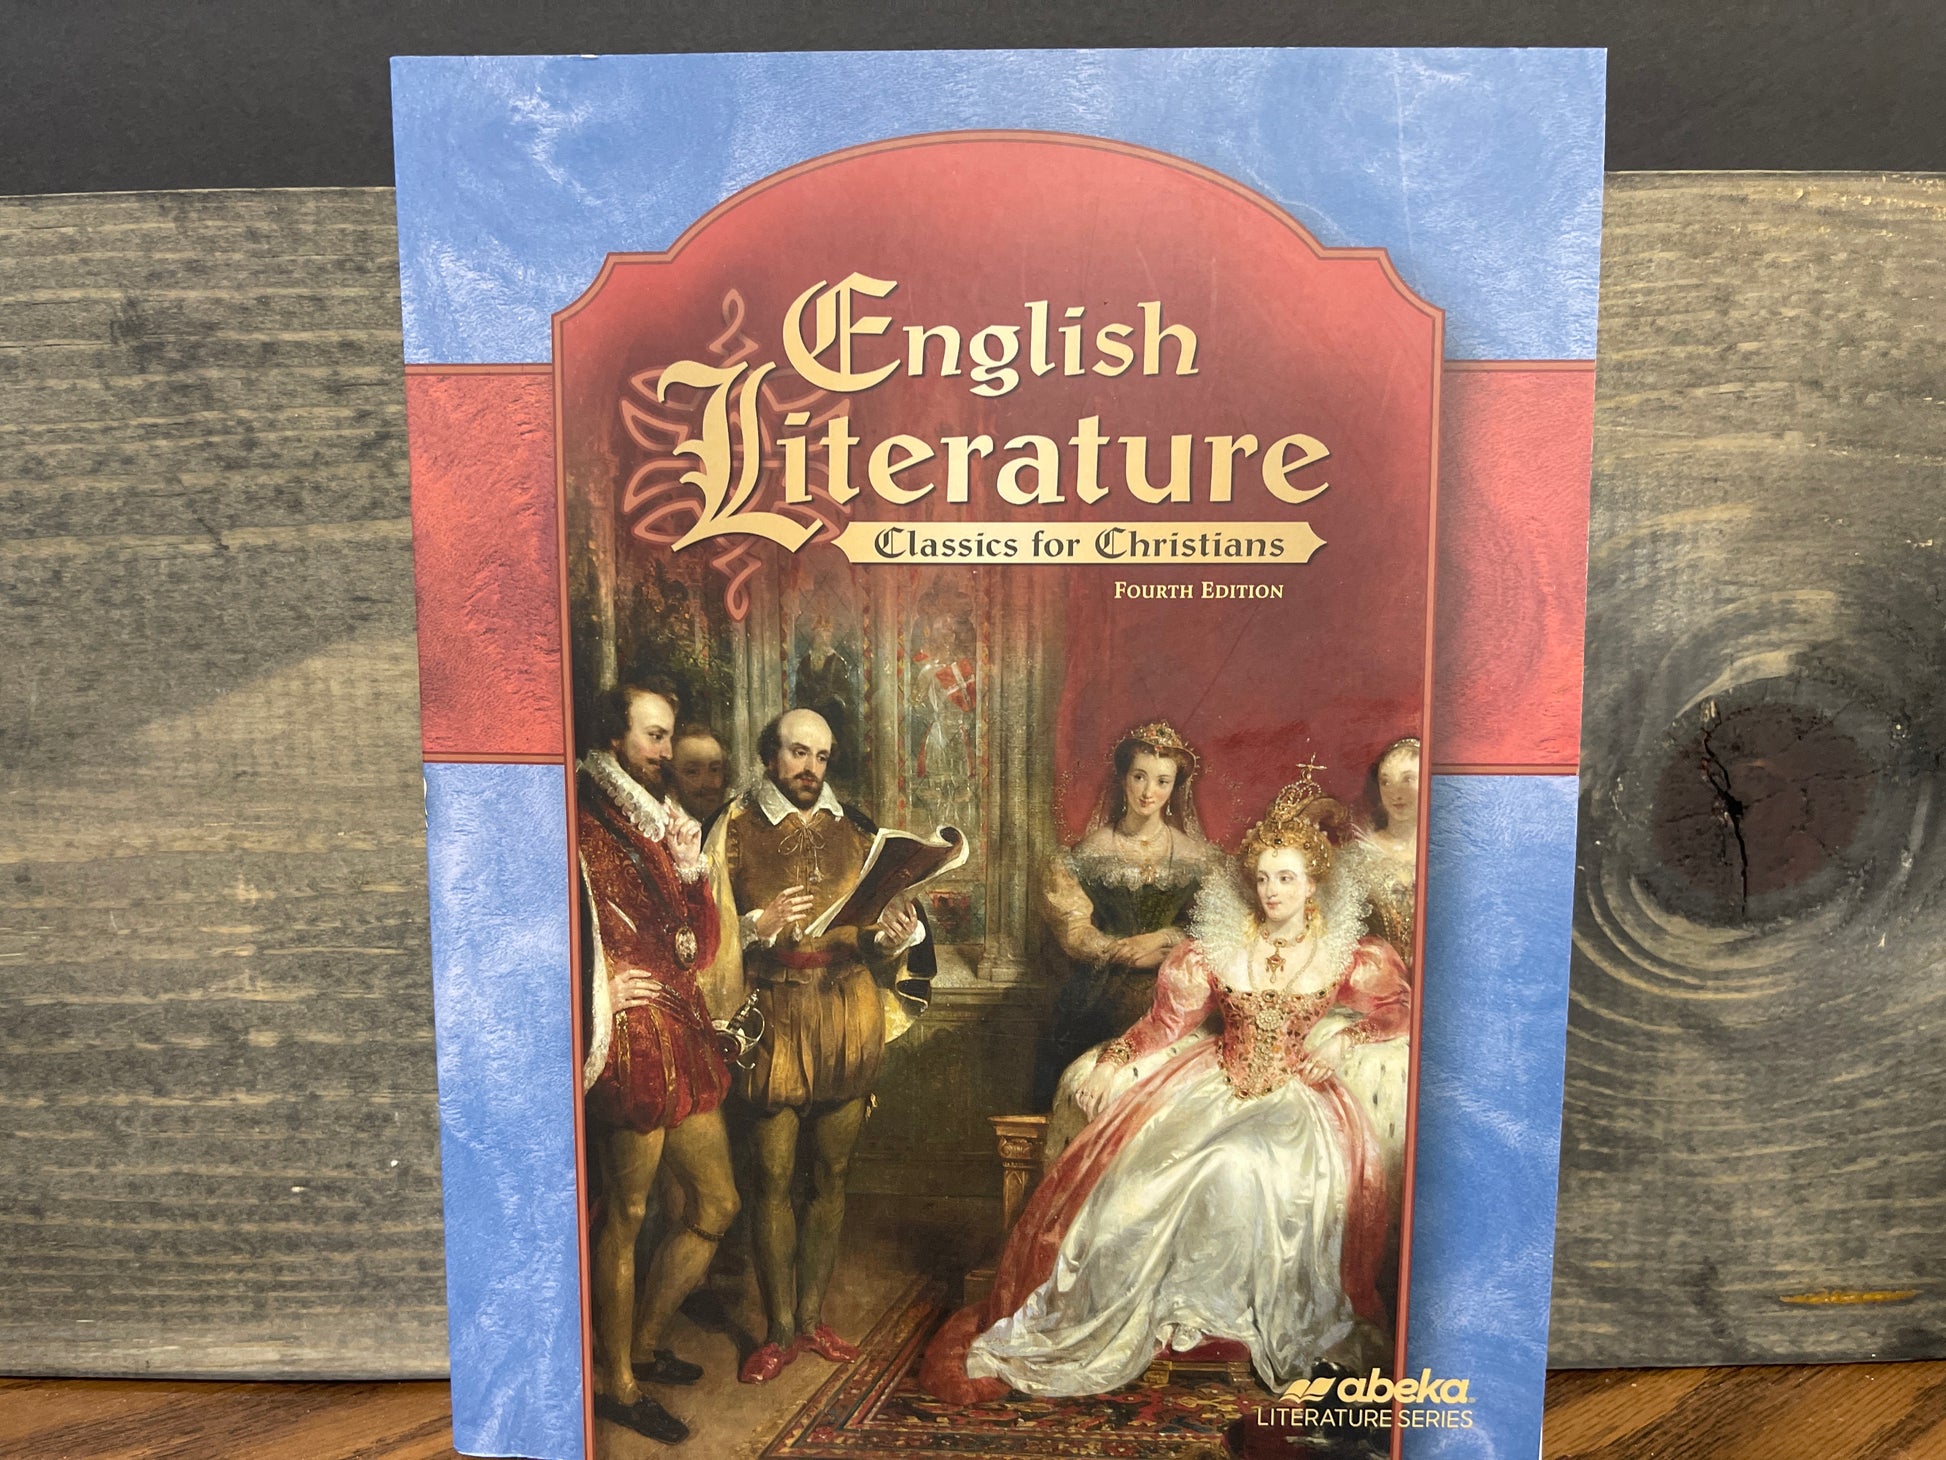 English
Literature
Classics for Christians
Fourth Edition
abeka
LITERATURE SERIES